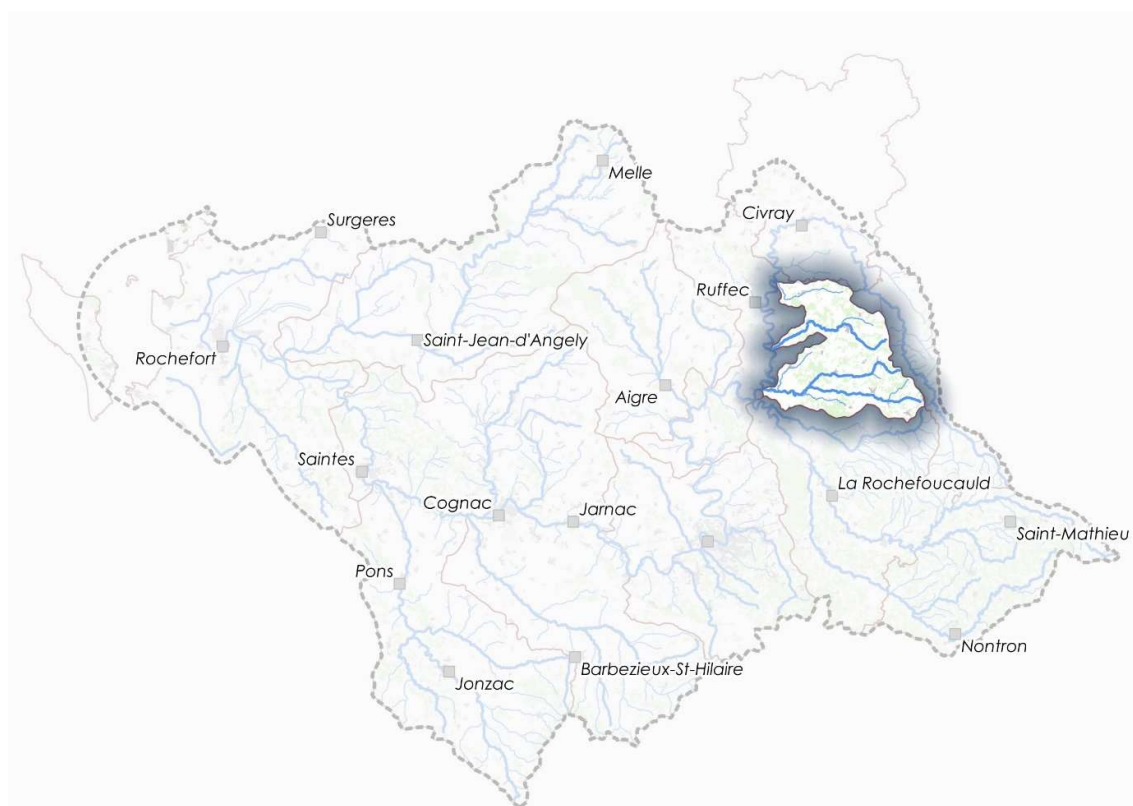 Melle
Surgeres
Civray
Ruffec
Rochefort
Saint-Jean-d'Angely
Aigre
Saintes
La Rochefoucauld
Cognac
Jarnac
Saint-Mathieu
Pons
Nontron
Barbezieux-St-Hilaire
Jonzac